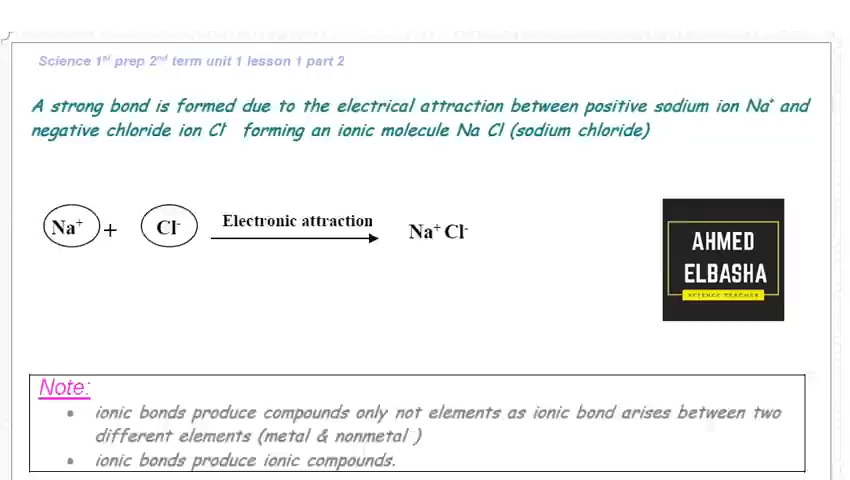 Science 1st prep 2nd term unit 1 lesson 1 part 2
A strong bond is formed due to the electrical attraction between positive sodium ion Na⁺ and
negative chloride ion Cl⁻ forming an ionic molecule Na Cl (sodium chloride)
Na⁺ + Cl⁻ Electronic attraction Na⁺ Cl⁻
AHMED
ELBASHA
SCIENCE TEACHER
Note:
• ionic bonds produce compounds only not elements as ionic bond arises between two
different elements (metal & nonmetal )
• ionic bonds produce ionic compounds.